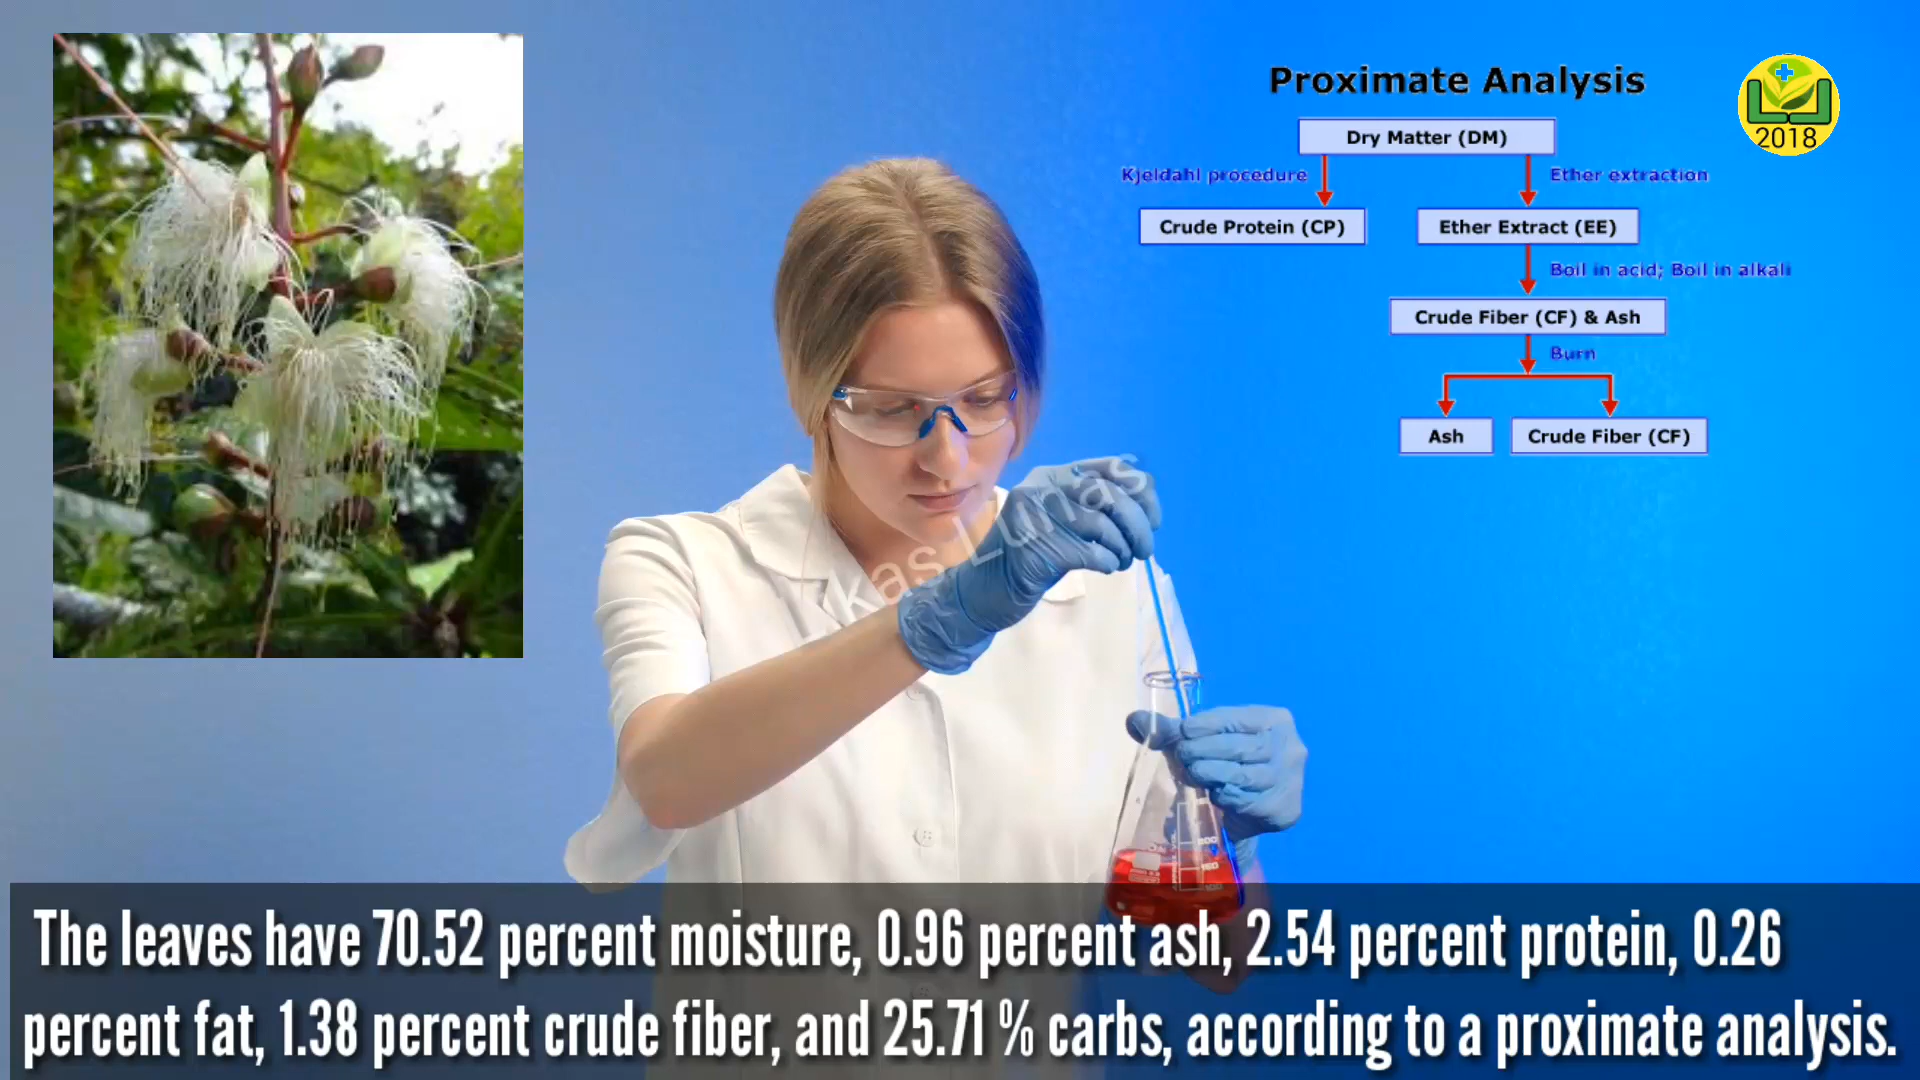 Proximate Analysis
Dry Matter (DM)
Kjeldahl procedure
Ether extraction
Crude Protein (CP)
Ether Extract (EE)
Boil in acid; Boil in alkali
Crude Fiber (CF) & Ash
Burn
Ash
Crude Fiber (CF)
2018
kas Lunas
The leaves have 70.52 percent moisture, 0.96 percent ash, 2.54 percent protein, 0.26
percent fat, 1.38 percent crude fiber, and 25.71 % carbs, according to a proximate analysis.